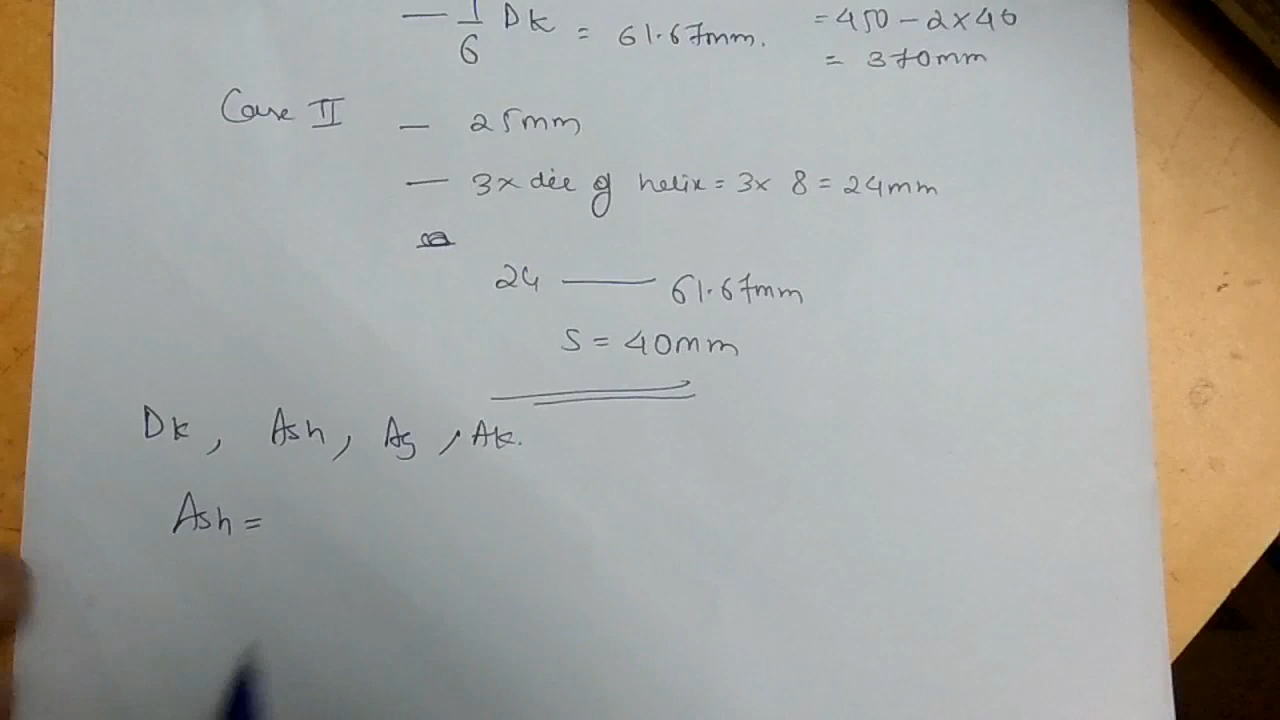 — 1/6 Dk = 61.67mm. = 450 - 2x40
= 370mm
Case II — 25mm
— 3x dia of helix = 3x 8 = 24mm
24 —— 61.67mm
S = 40mm
Dk, Ash, Ag, Ak.
Ash =